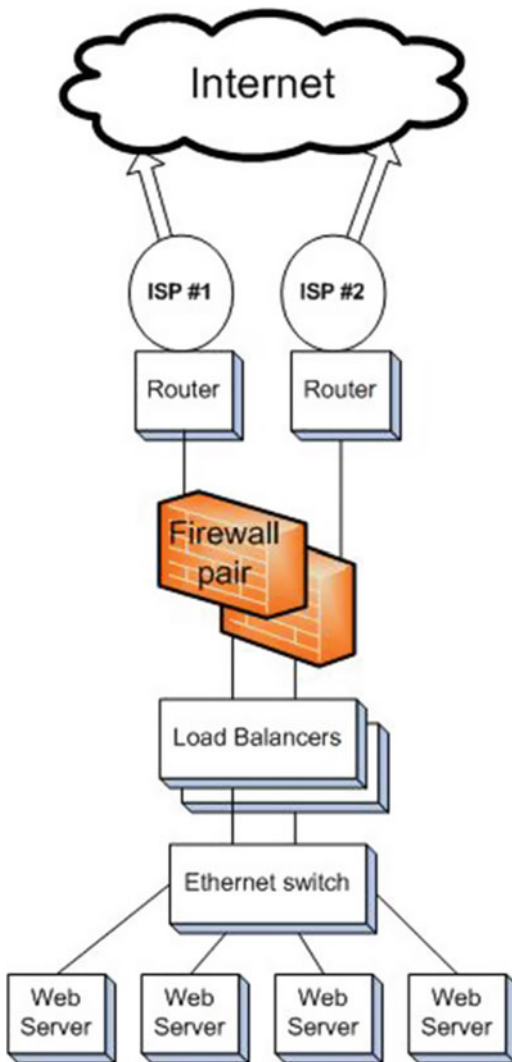 Internet
ISP #1
ISP #2
Router
Router
Firewall
pair
Load Balancers
Ethernet switch
Web
Server
Web
Server
Web
Server
Web
Server